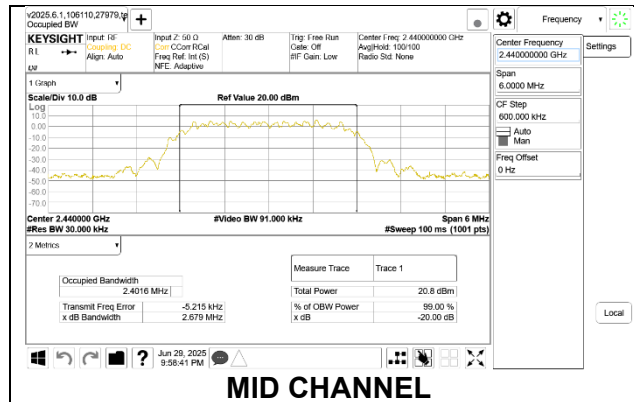 v2025.6.1,106110,27979,te
Occupied BW
Frequency
KEYSIGHT Input: RF Input Z: 50 Ω Atten: 30 dB Trig: Free Run Center Freq: 2.440000000 GHz
RL Coupling: DC Corr CCorr RCal Gate: Off Avg|Hold: 100/100
Align: Auto Freq Ref: Int (S) #IF Gain: Low Radio Std: None
NFE: Adaptive
Center Frequency
2.440000000 GHz
Settings
Span
6.0000 MHz
CF Step
600.000 kHz
Auto
Man
Freq Offset
0 Hz
Local
1 Graph
Scale/Div 10.0 dB Ref Value 20.00 dBm
Log
10.0
0.00
-10.0
-20.0
-30.0
-40.0
-50.0
-60.0
-70.0
Center 2.440000 GHz #Video BW 91.000 kHz Span 6 MHz
#Res BW 30.000 kHz #Sweep 100 ms (1001 pts)
2 Metrics
Measure Trace Trace 1
Occupied Bandwidth
2.4016 MHz Total Power 20.8 dBm
Transmit Freq Error -5.215 kHz % of OBW Power 99.00 %
x dB Bandwidth 2.679 MHz x dB -20.00 dB
? Jun 29, 2025
9:58:41 PM
MID CHANNEL